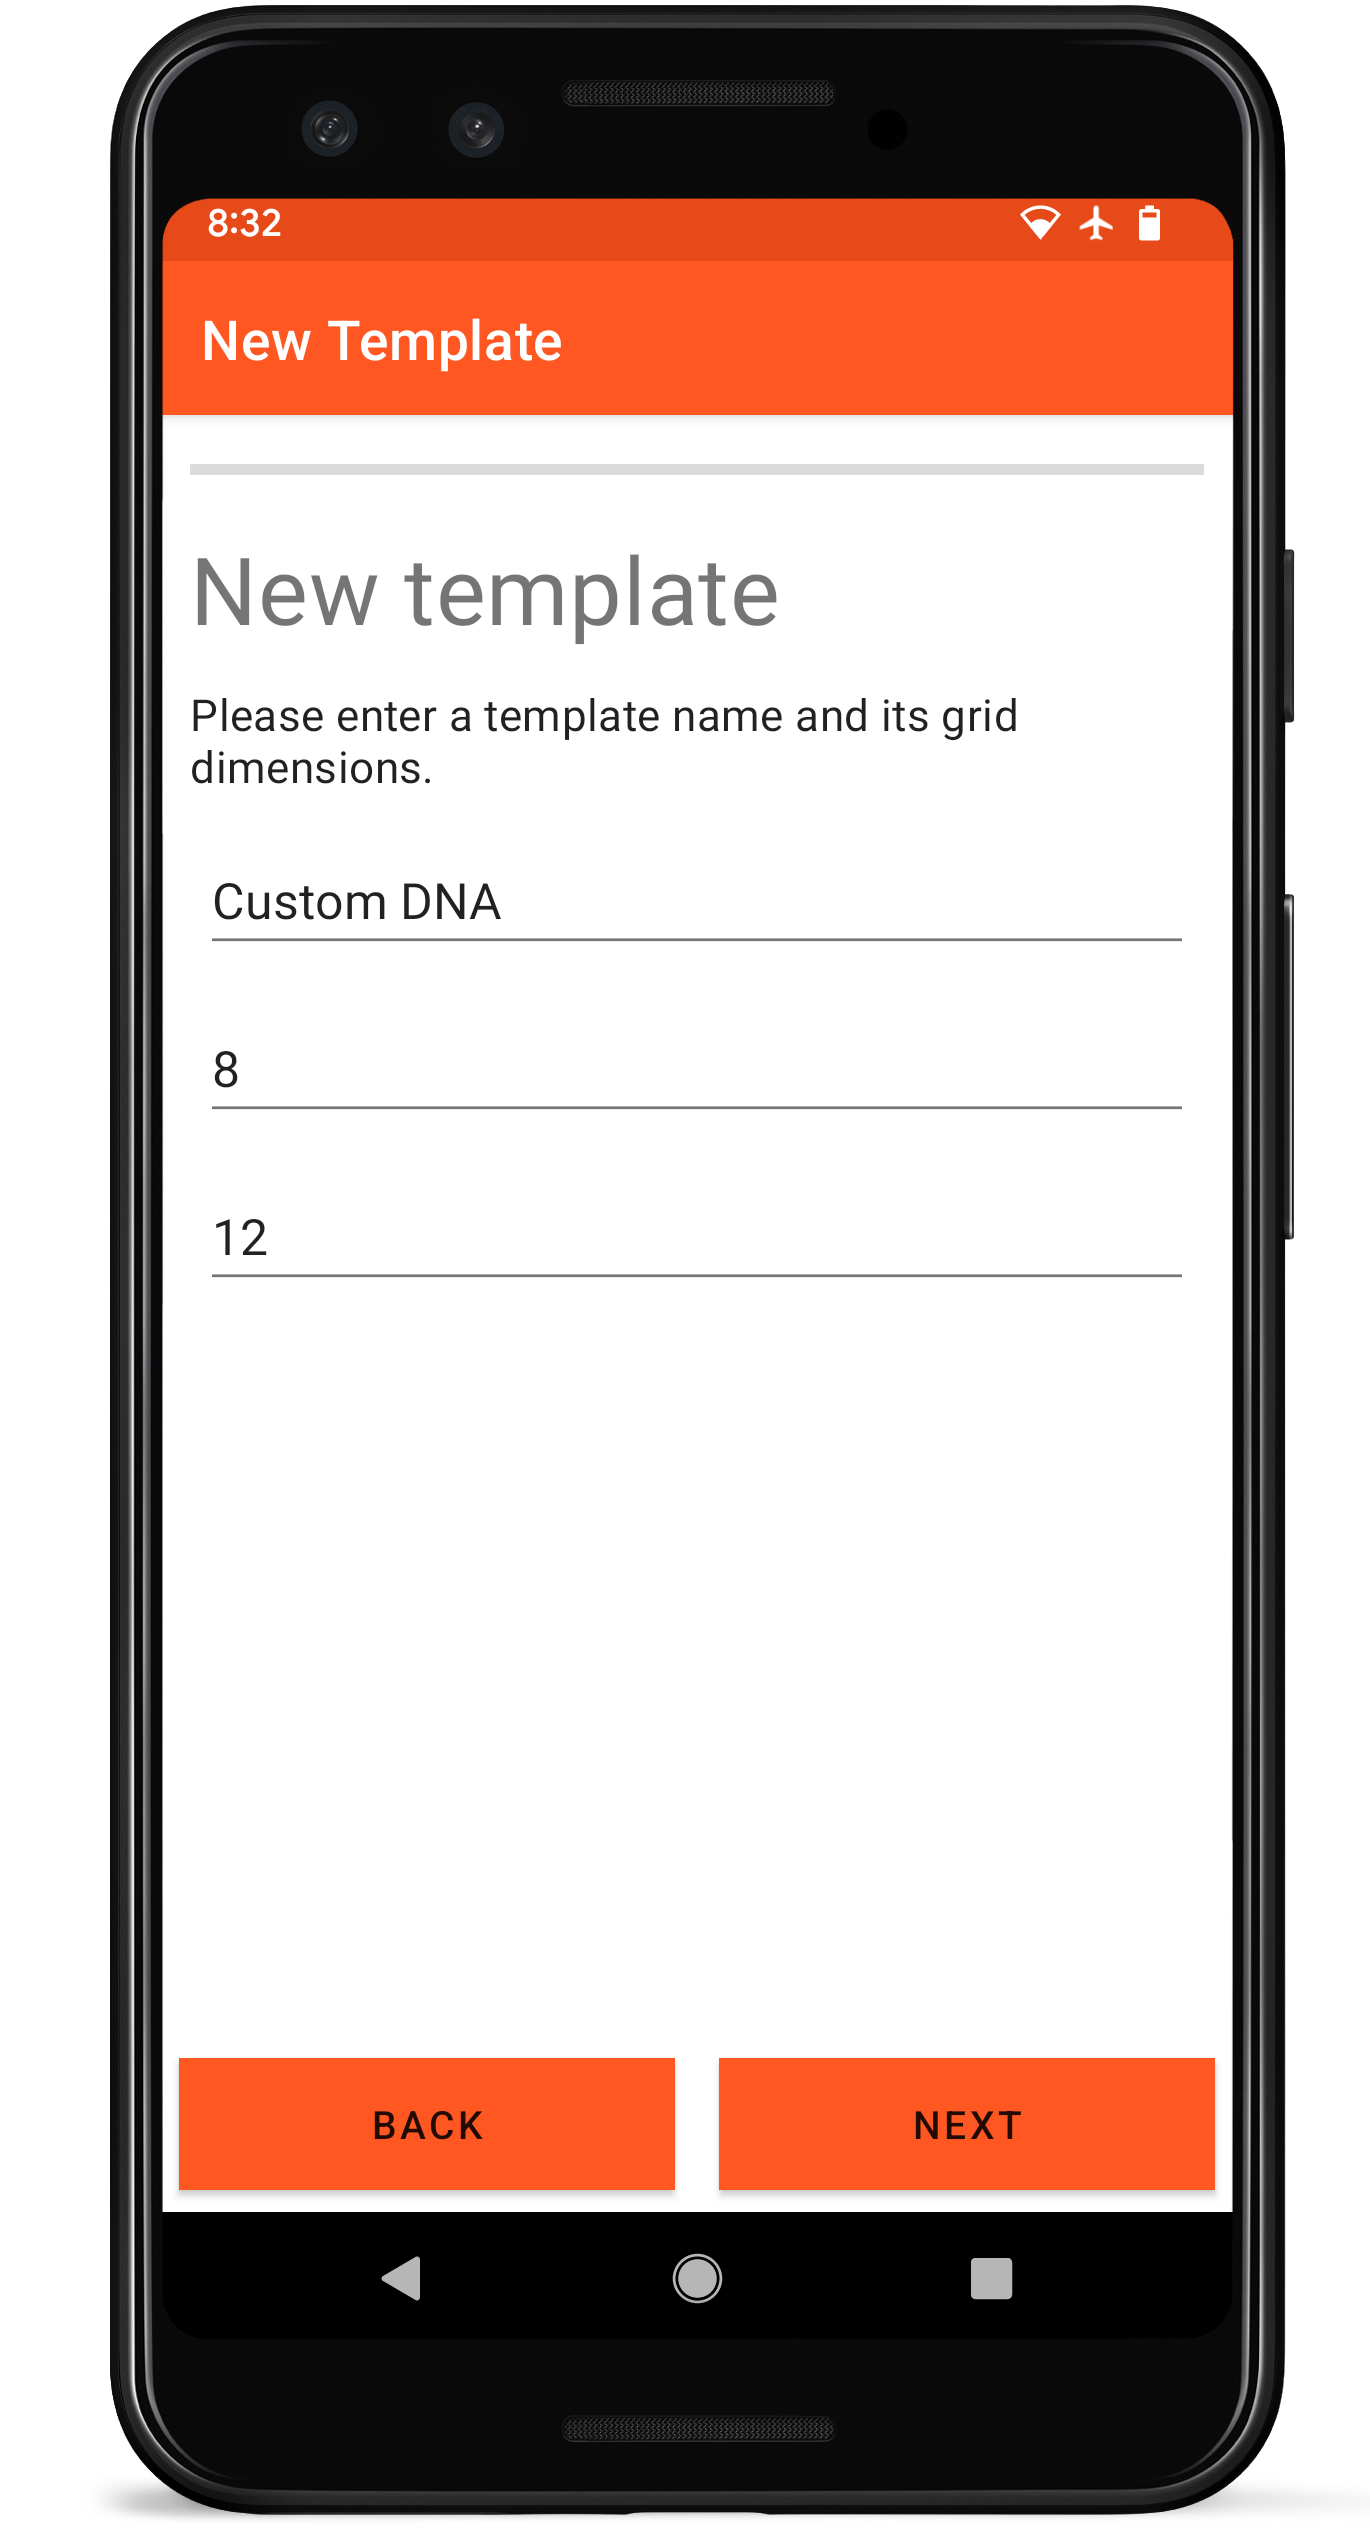 8:32
New Template
New template
Please enter a template name and its grid
dimensions.
Custom DNA
8
12
BACK
NEXT